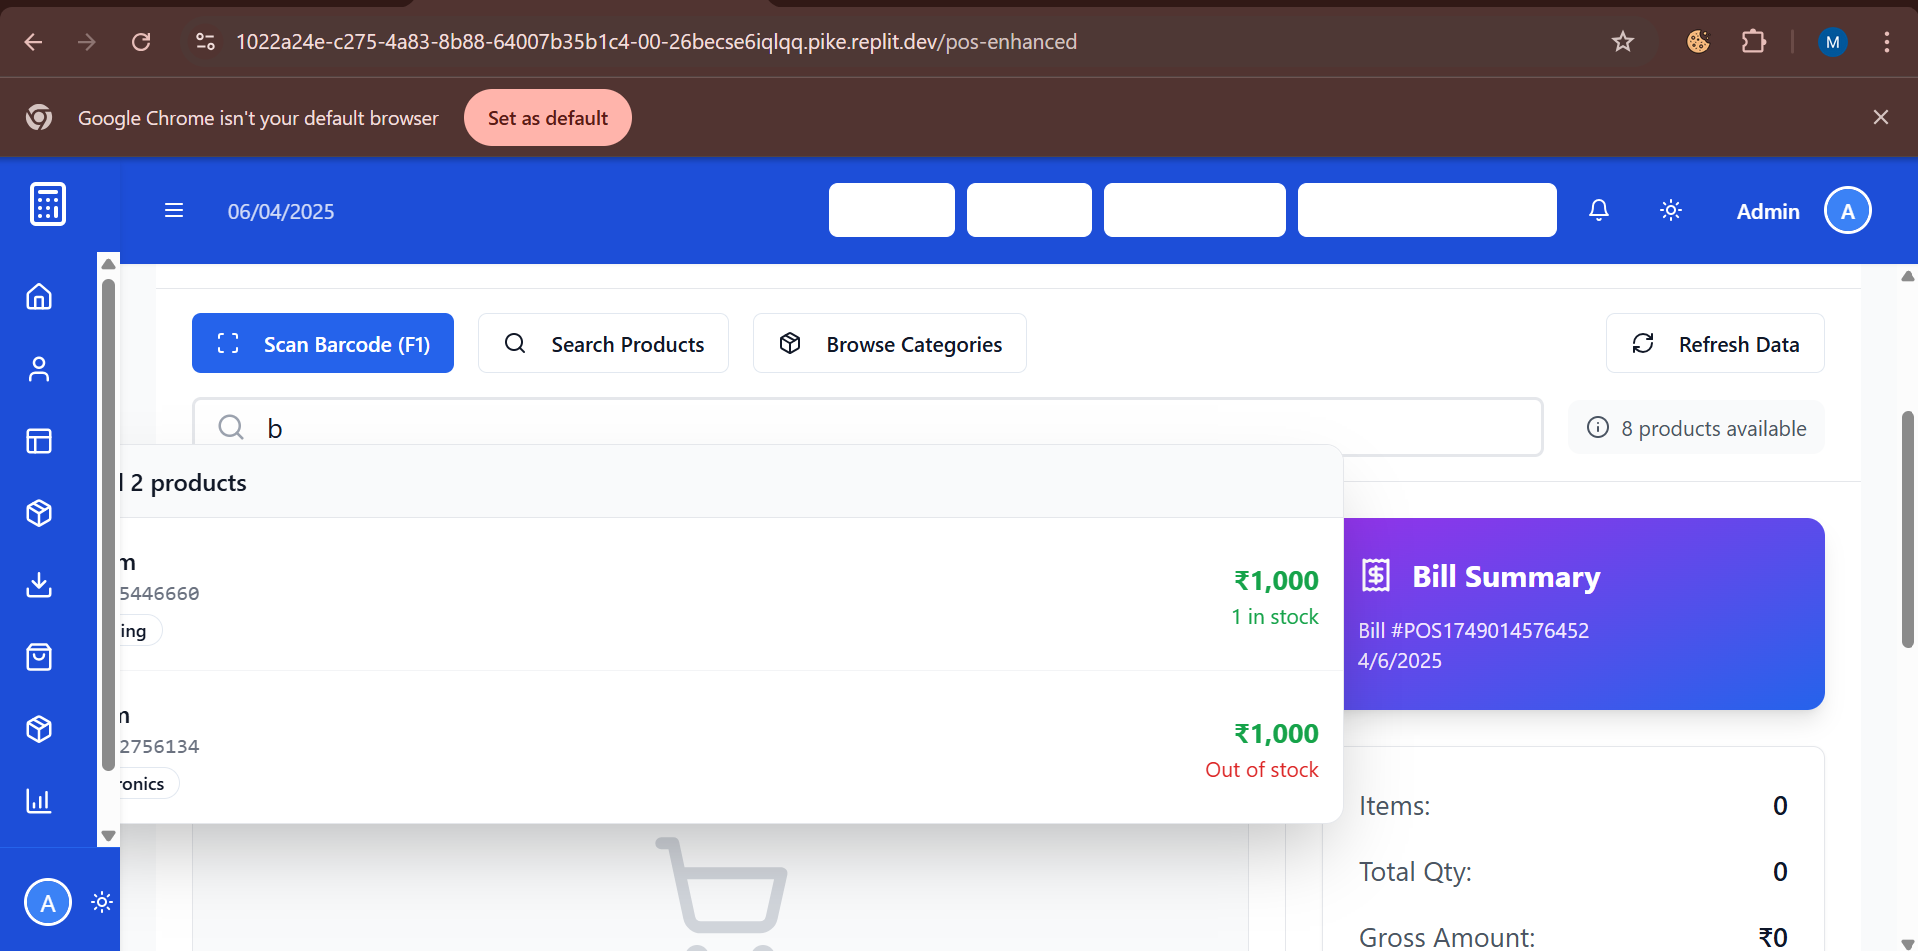 1022a24e-c275-4a83-8b88-64007b35b1c4-00-26becse6iqlqq.pike.replit.dev/pos-enhanced
M
Google Chrome isn't your default browser
Set as default
06/04/2025
Admin
A
Scan Barcode (F1)
Search Products
Browse Categories
Refresh Data
b
8 products available
2 products
m
5446660
ing
₹1,000
1 in stock
2756134
ronics
₹1,000
Out of stock
Bill Summary
Bill #POS1749014576452
4/6/2025
Items:
0
Total Qty:
0
Gross Amount:
₹0
A